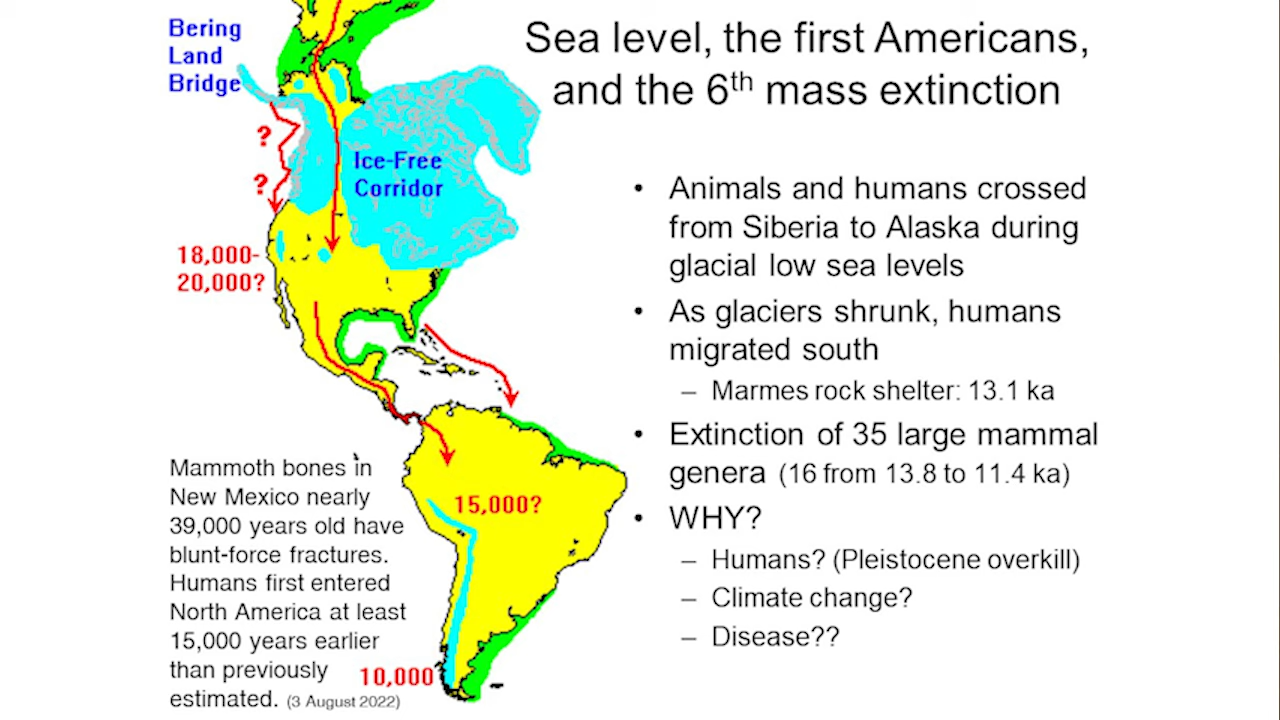 Sea level, the first Americans,
and the 6th mass extinction
Bering
Land
Bridge
?
?
Ice-Free
Corridor
18,000-
20,000?
15,000?
10,000
Mammoth bones in
New Mexico nearly
39,000 years old have
blunt-force fractures.
Humans first entered
North America at least
15,000 years earlier
than previously
estimated. (3 August 2022)
• Animals and humans crossed
from Siberia to Alaska during
glacial low sea levels
• As glaciers shrunk, humans
migrated south
– Marmes rock shelter: 13.1 ka
• Extinction of 35 large mammal
genera (16 from 13.8 to 11.4 ka)
• WHY?
– Humans? (Pleistocene overkill)
– Climate change?
– Disease??